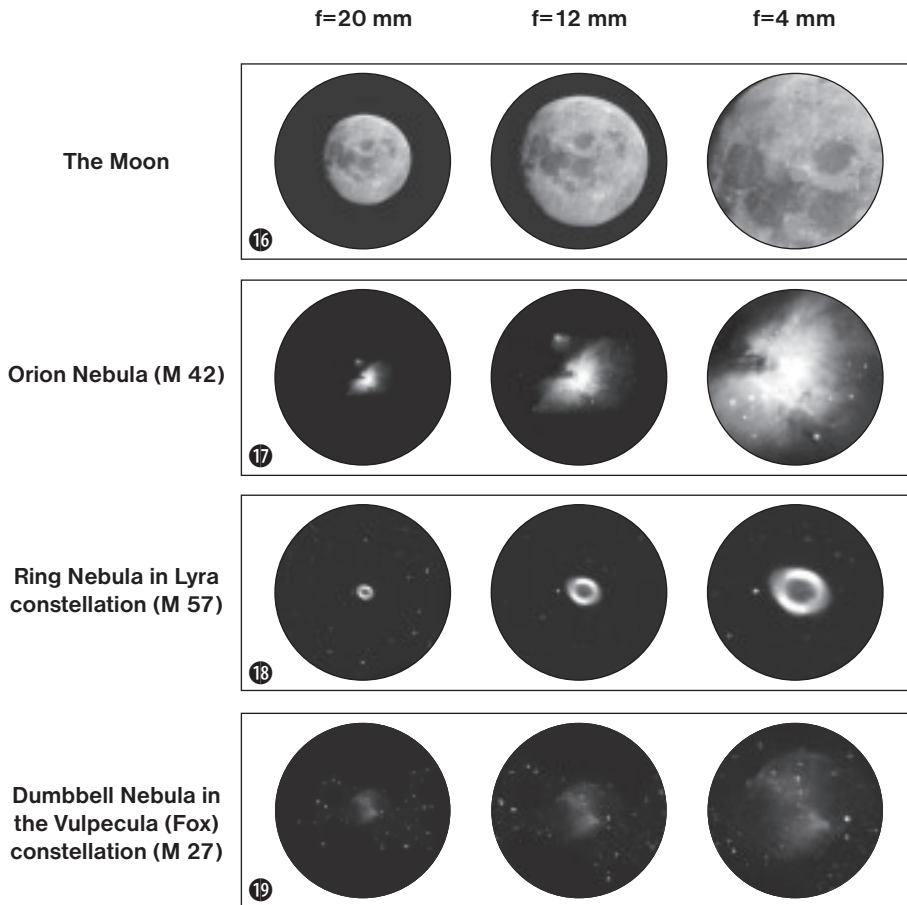 f=20 mm f=12 mm f=4 mm
The Moon
16
Orion Nebula (M 42)
17
Ring Nebula in Lyra
constellation (M 57)
18
Dumbbell Nebula in
the Vulpecula (Fox)
constellation (M 27)
19